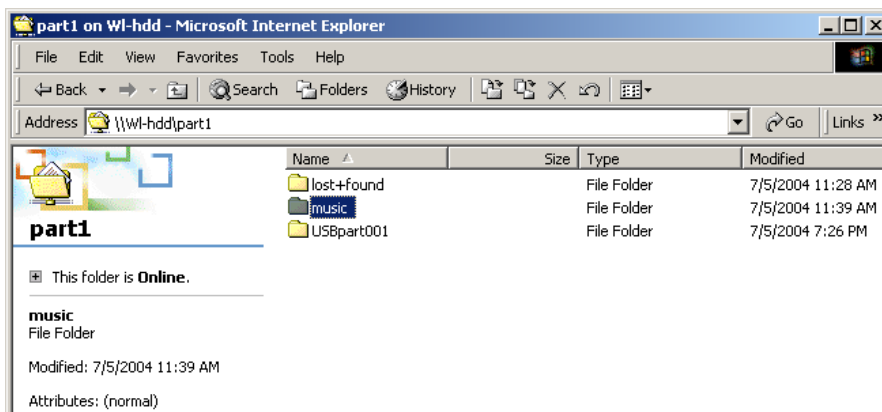 part1 on Wl-hdd - Microsoft Internet Explorer
File Edit View Favorites Tools Help
Back Search Folders History
Address \\Wl-hdd\part1 Go Links »
Name Size Type Modified
lost+found File Folder 7/5/2004 11:28 AM
music File Folder 7/5/2004 11:39 AM
USBpart001 File Folder 7/5/2004 7:26 PM
part1
This folder is Online.
music
File Folder
Modified: 7/5/2004 11:39 AM
Attributes: (normal)